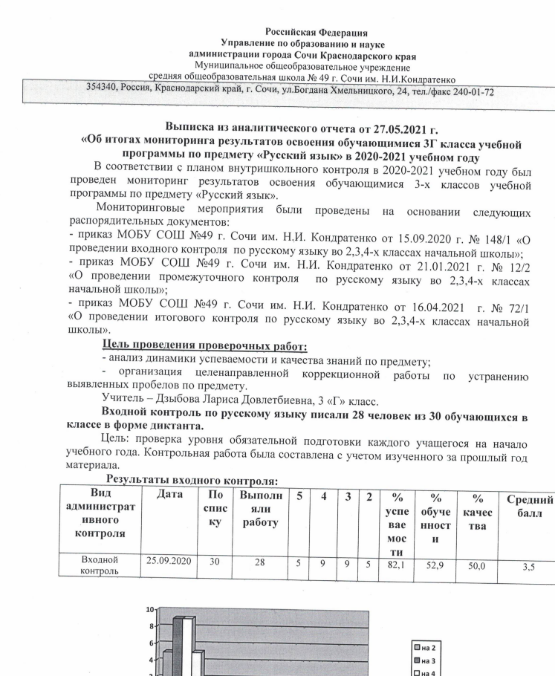 Российская Федерация
Управление по образованию и науке
администрации города Сочи Краснодарского края
Муниципальное общеобразовательное учреждение
средняя общеобразовательная школа № 49 г. Сочи им. Н.И.Кондратенко
354340, Россия, Краснодарский край, г. Сочи, ул.Богдана Хмельницкого, 24, тел./факс 240-01-72
Выписка из аналитического отчета от 27.05.2021 г.
«Об итогах мониторинга результатов освоения обучающимися 3Г класса учебной
программы по предмету «Русский язык» в 2020-2021 учебном году
В соответствии с планом внутришкольного контроля в 2020-2021 учебном году был
проведен мониторинг результатов освоения обучающимися 3-х классов учебной
программы по предмету «Русский язык».
Мониторинговые мероприятия были проведены на основании следующих
распорядительных документов:
- приказ МОБУ СОШ №49 г. Сочи им. Н.И. Кондратенко от 15.09.2020 г. № 148/1 «О
проведении входного контроля по русскому языку во 2,3,4-х классах начальной школы»;
- приказ МОБУ СОШ №49 г. Сочи им. Н.И. Кондратенко от 21.01.2021 г. № 12/2
«О проведении промежуточного контроля по русскому языку во 2,3,4-х классах
начальной школы»;
- приказ МОБУ СОШ №49 г. Сочи им. Н.И. Кондратенко от 16.04.2021 г. № 72/1
«О проведении итогового контроля по русскому языку во 2,3,4-х классах начальной
школы».
Цель проведения проверочных работ:
- анализ динамики успеваемости и качества знаний по предмету;
- организация целенаправленной коррекционной работы по устранению
выявленных пробелов по предмету.
Учитель – Дзыбова Лариса Довлетбиевна, 3 «Г» класс.
Входной контроль по русскому языку писали 28 человек из 30 обучающихся в
классе в форме диктанта.
Цель: проверка уровня обязательной подготовки каждого учащегося на начало
учебного года. Контрольная работа была составлена с учетом изученного за прошлый год
материала.
Результаты входного контроля:
Вид Дата По Выполн 5 4 3 2 % % % Средний
администрат спис яли успе обуче качес балл
ивного ку работу вае нност тва
контроля мос и
ти
Входной 25.09.2020 30 28 5 9 9 5 82,1 52,9 50,0 3,5
контроль
10
8
6
4
на 2
на 3
на 4